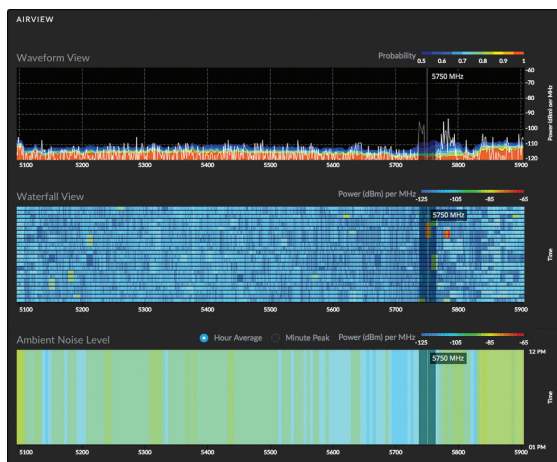 AIRVIEW
Waveform View
Probability 0.5 0.6 0.7 0.8 0.9 1
5750 MHz
-60
-70
-80
-90
-100
-110
-120
Power (dBm) per MHz
5100 5200 5300 5400 5500 5600 5700 5800 5900
Waterfall View
Power (dBm) per MHz -125 -105 -85 -65
5750 MHz
Time
5100 5200 5300 5400 5500 5600 5700 5800 5900
Ambient Noise Level
Hour Average Minute Peak Power (dBm) per MHz -125 -105 -85 -65
5750 MHz
12 PM
Time
01 PM
5100 5200 5300 5400 5500 5600 5700 5800 5900